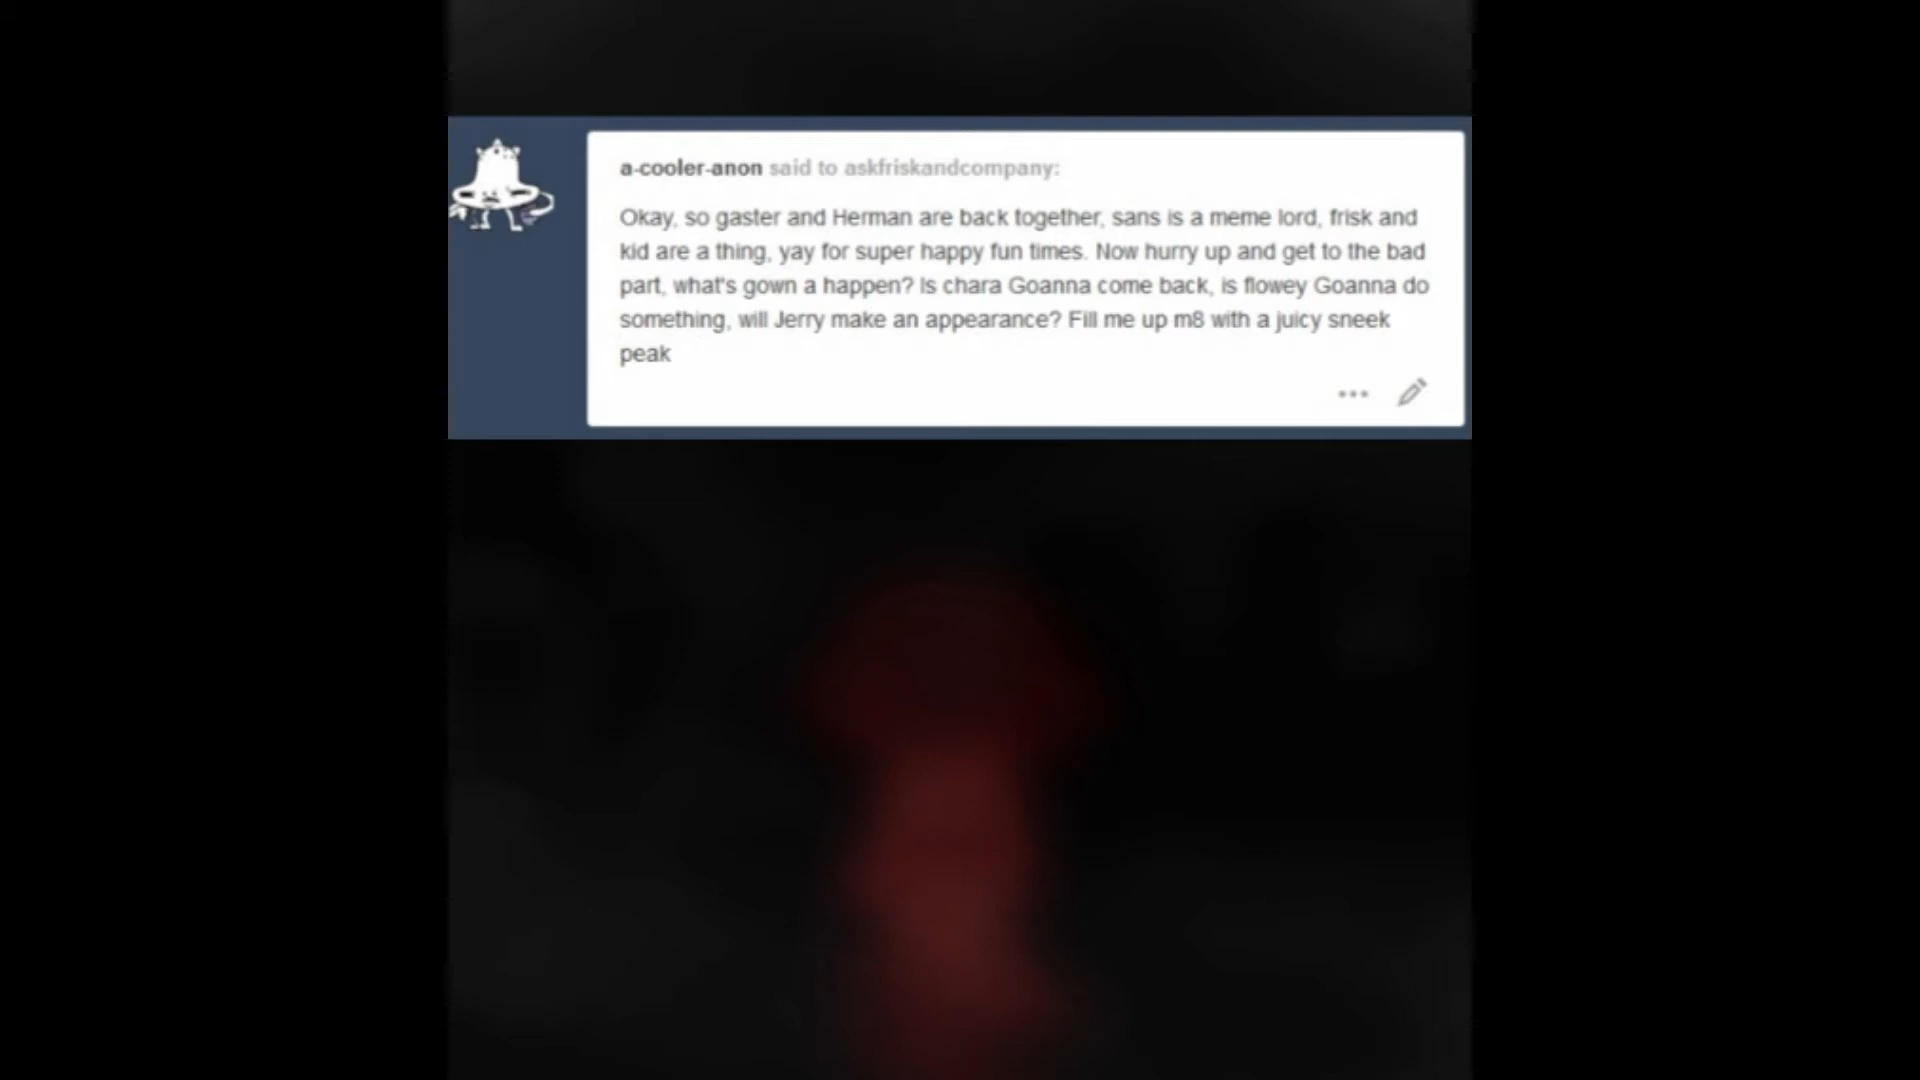 a-cooler-anon said to askfriskandcompany:
Okay, so gaster and Herman are back together, sans is a meme lord, frisk and
kid are a thing, yay for super happy fun times. Now hurry up and get to the bad
part, what's gown a happen? Is chara Goanna come back, is flowey Goanna do
something, will Jerry make an appearance? Fill me up m8 with a juicy sneek
peak